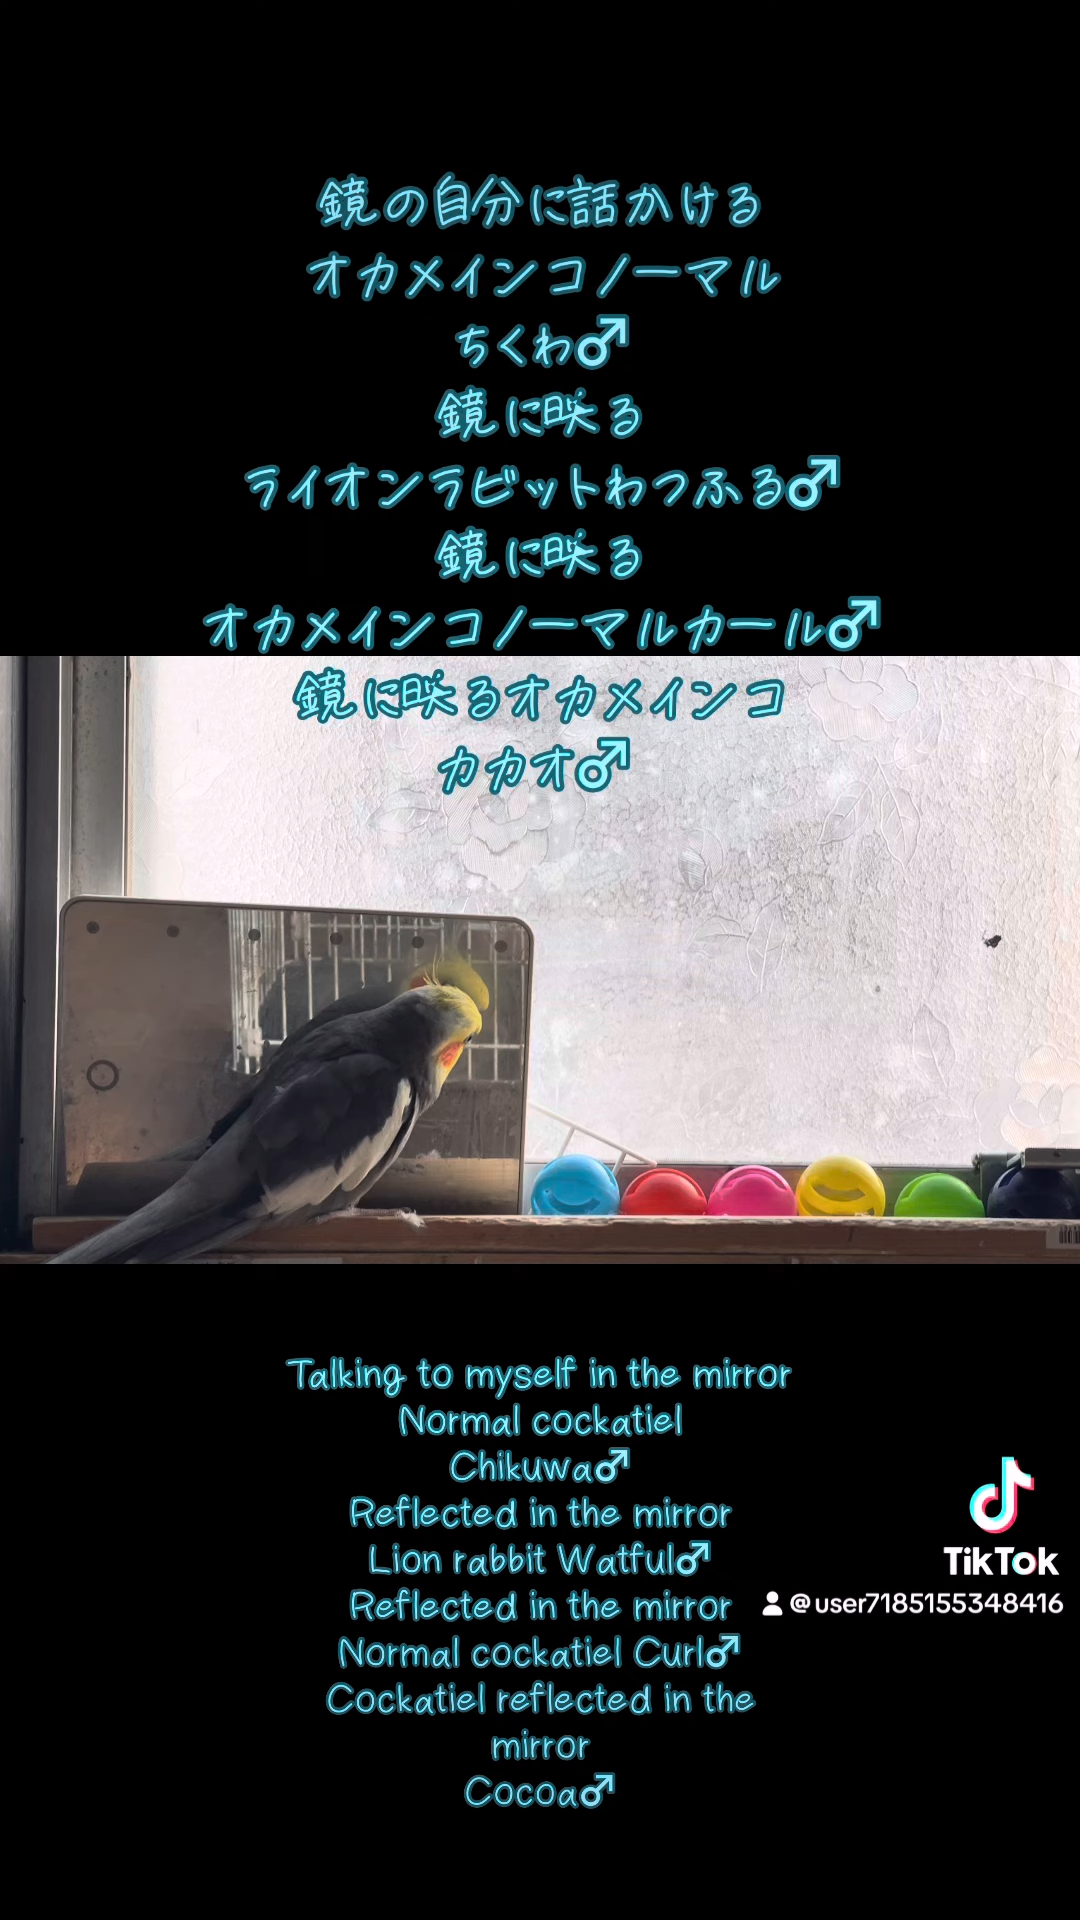 鏡の自分に話かける
オカメインコノーマル
ちくわ♂
鏡に映る
ライオンラビットわつふる♂
鏡に映る
オカメインコノーマルカール♂
鏡に映るオカメインコ
カカオ♂
Talking to myself in the mirror
Normal cockatiel
Chikuwa♂
Reflected in the mirror
Lion rabbit Watful♂
Reflected in the mirror
Normal cockatiel Curl♂
Cockatiel reflected in the
mirror
Cocoa♂
TikTok
@user7185155348416